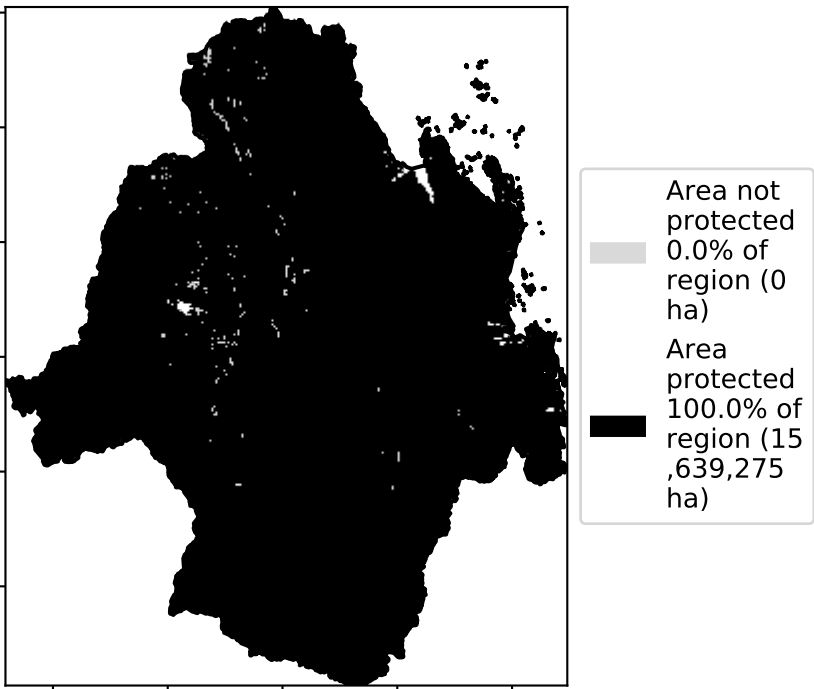 Area not
protected
0.0% of
region (0
ha)
Area
protected
100.0% of
region (15
,639,275
ha)